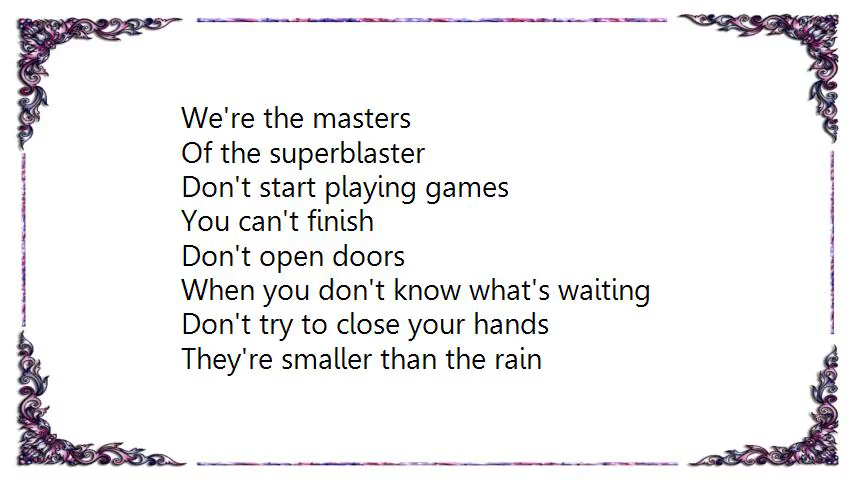 We're the masters
Of the superblaster
Don't start playing games
You can't finish
Don't open doors
When you don't know what's waiting
Don't try to close your hands
They're smaller than the rain